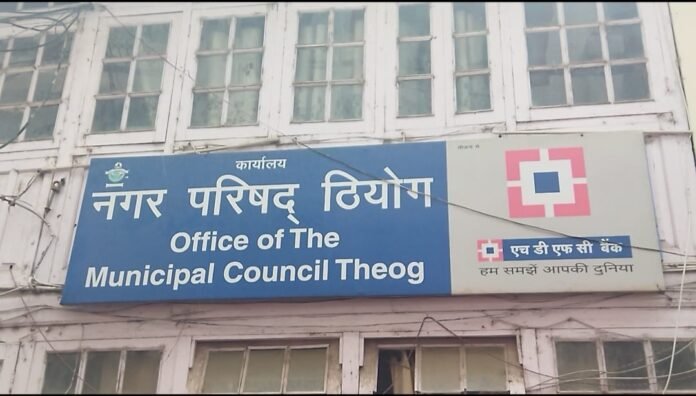 कार्यालय
नगर परिषद् ठियोग
Office of The
Municipal Council Theog
एच डी एफ सी बैंक
हम समझें आपकी दुनिया